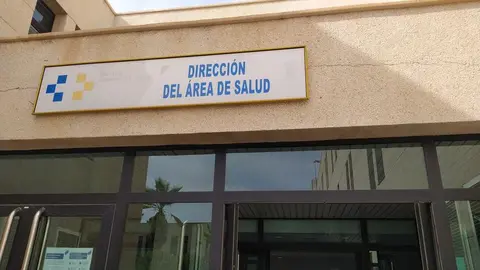 DIRECCIÓN
DEL ÁREA DE SALUD